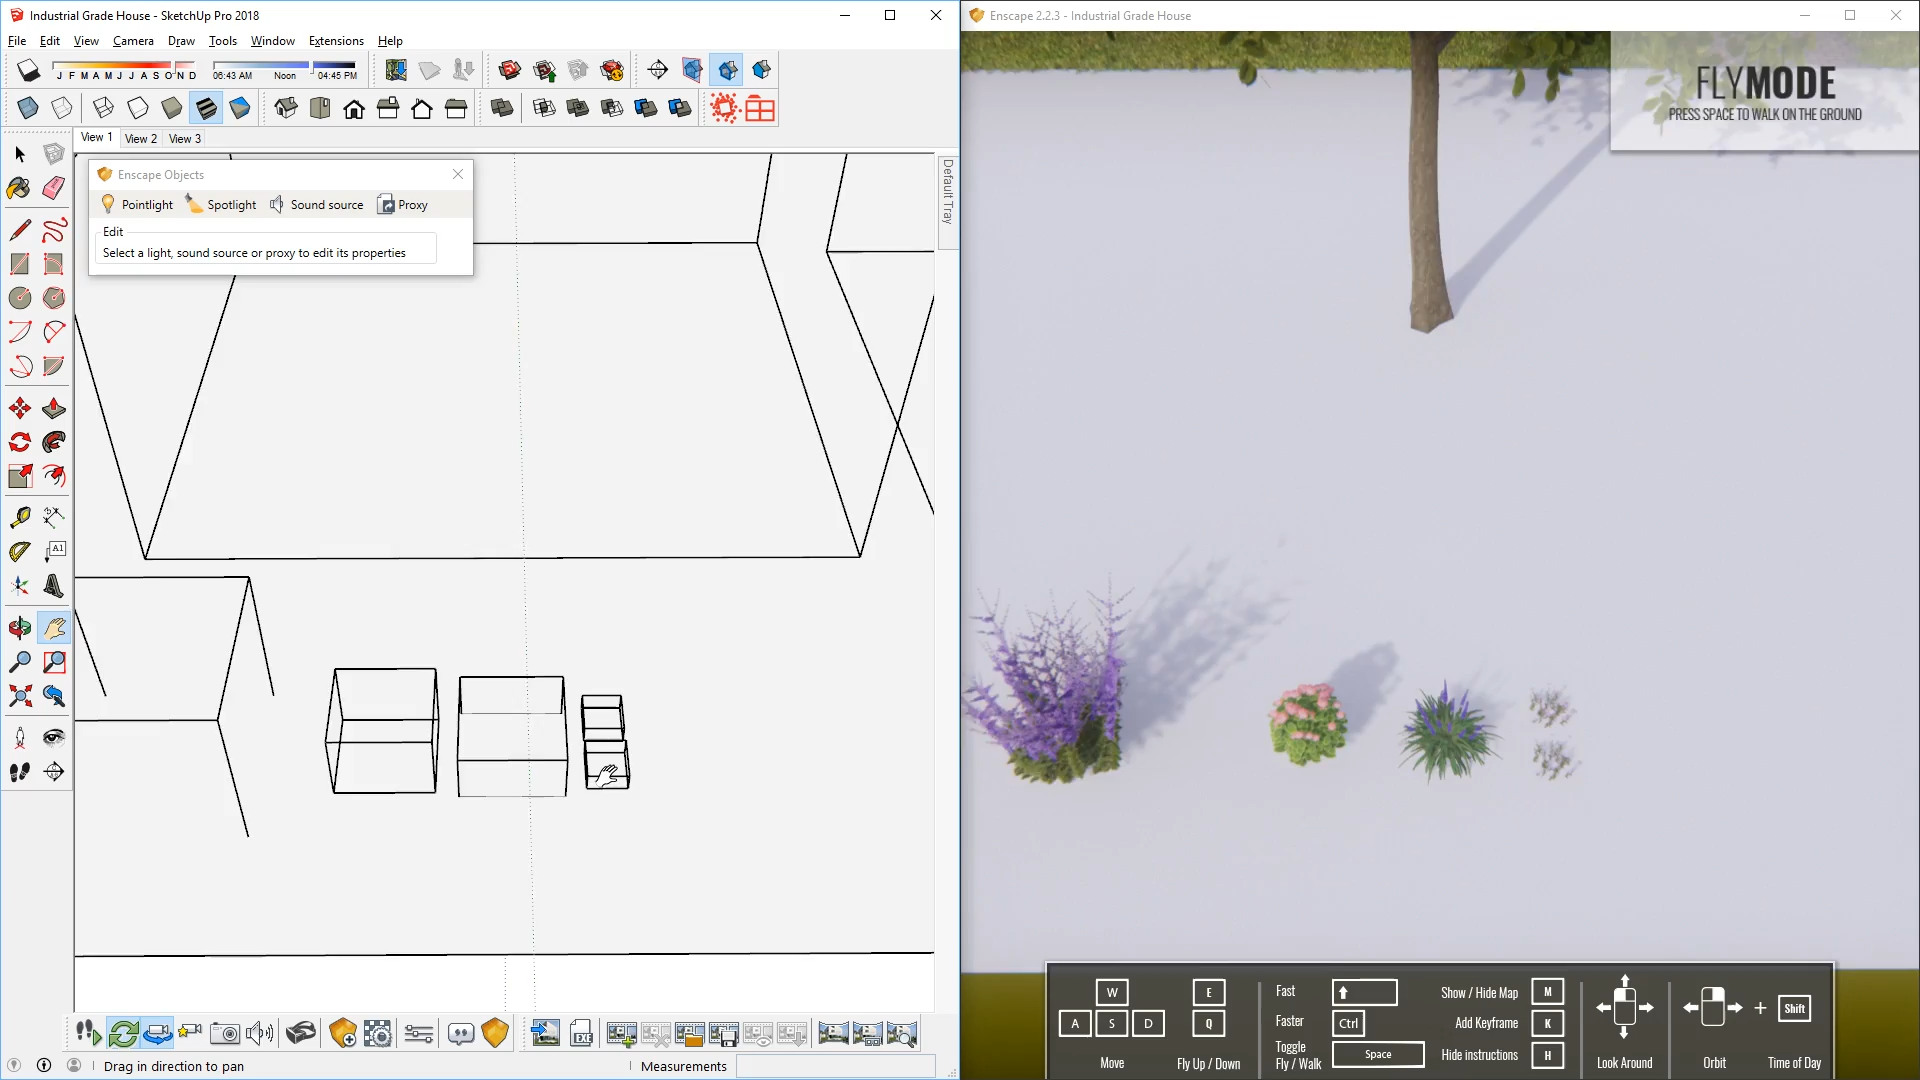 Industrial Grade House - SketchUp Pro 2018
File Edit View Camera Draw Tools Window Extensions Help
J F M A M J J A S O N D
06:43 AM Noon 04:45 PM
View 1 View 2 View 3
Enscape Objects
Pointlight Spotlight Sound source Proxy
Edit
Select a light, sound source or proxy to edit its properties
Default Tray
A1
EXE
Drag in direction to pan
Measurements
Enscape 2.2.3 - Industrial Grade House
FLYMODE
PRESS SPACE TO WALK ON THE GROUND
W
A S D
Move
E
Q
Fly Up / Down
Fast
Faster Ctrl
Toggle
Fly / Walk Space
Show / Hide Map M
Add Keyframe K
Hide instructions H
Look Around
Orbit
+ Shift
Time of Day